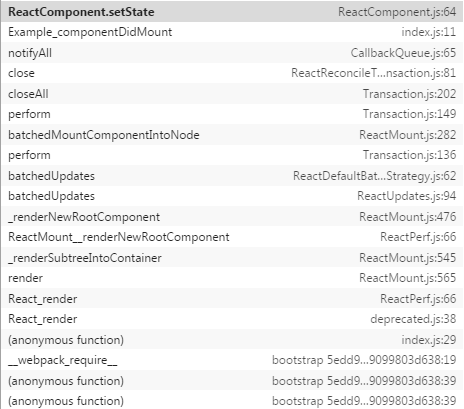 ReactComponent.setState ReactComponent.js:64
Example_componentDidMount index.js:11
notifyAll CallbackQueue.js:65
close ReactReconcileT...nsaction.js:81
closeAll Transaction.js:202
perform Transaction.js:149
batchedMountComponentIntoNode ReactMount.js:282
perform Transaction.js:136
batchedUpdates ReactDefaultBat...Strategy.js:62
batchedUpdates ReactUpdates.js:94
_renderNewRootComponent ReactMount.js:476
ReactMount__renderNewRootComponent ReactPerf.js:66
_renderSubtreeIntoContainer ReactMount.js:545
render ReactMount.js:565
React_render ReactPerf.js:66
React_render deprecated.js:38
(anonymous function) index.js:29
__webpack_require__ bootstrap 5edd9...9099803d638:19
(anonymous function) bootstrap 5edd9...9099803d638:39
(anonymous function) bootstrap 5edd9...9099803d638:39